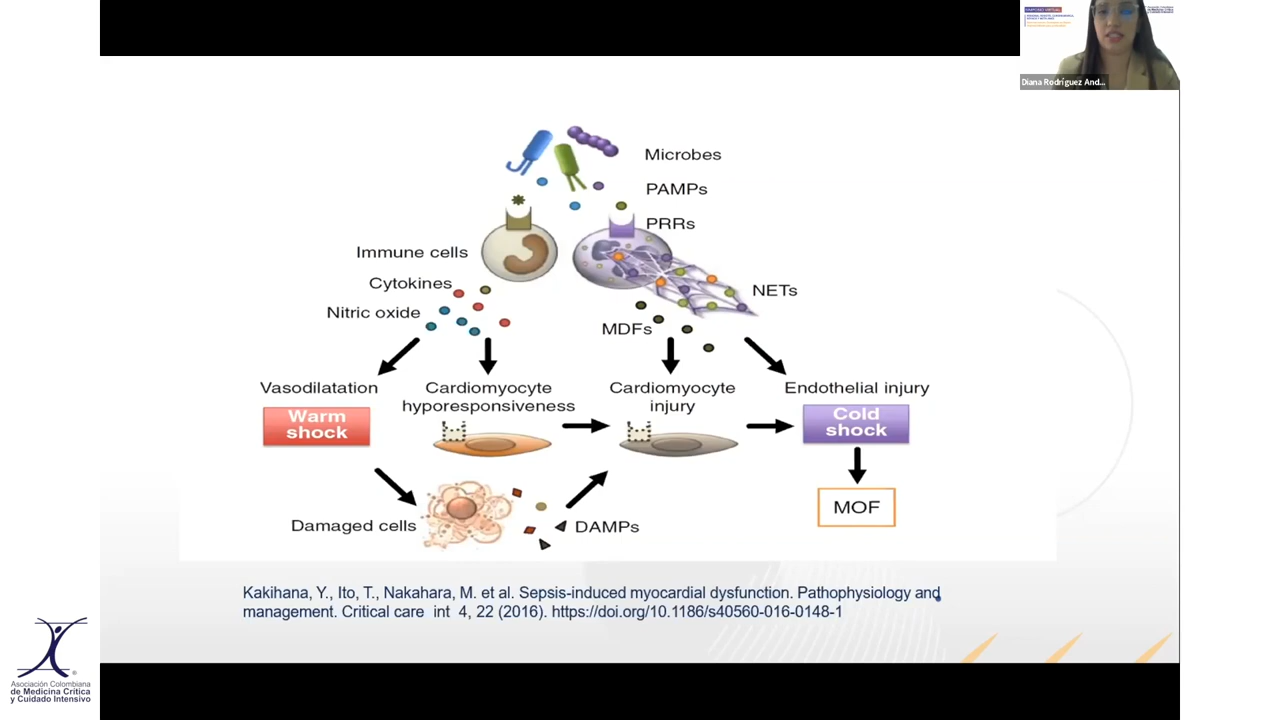 Diana Rodríguez And...
Microbes
PAMPs
PRRs
Immune cells
Cytokines
Nitric oxide
NETs
MDFs
Vasodilatation
Cardiomyocyte
hyporesponsiveness
Cardiomyocyte
injury
Endothelial injury
Warm
shock
Cold
shock
MOF
Damaged cells
DAMPs
Kakihana, Y., Ito, T., Nakahara, M. et al. Sepsis-induced myocardial dysfunction. Pathophysiology and
management. Critical care int 4, 22 (2016). https://doi.org/10.1186/s40560-016-0148-1
Asociación Colombiana
de Medicina Crítica
y Cuidado Intensivo